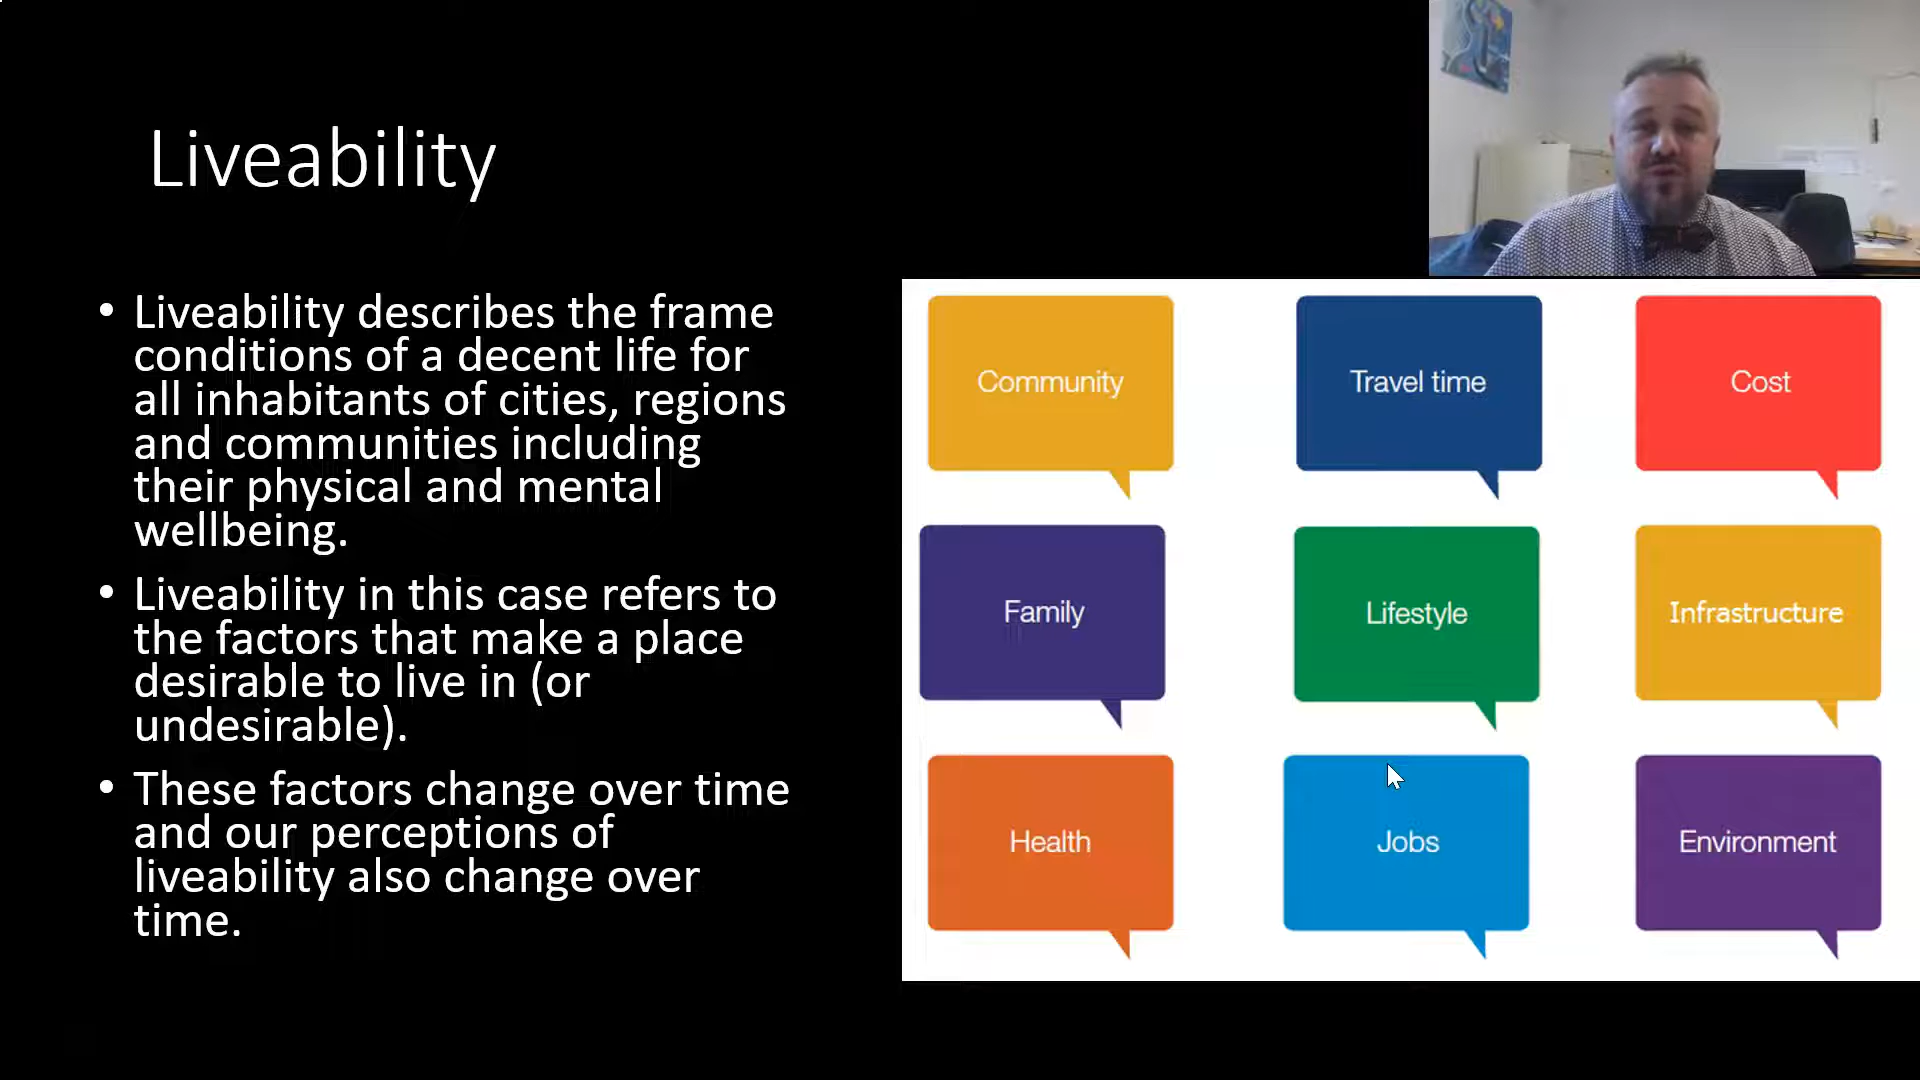 Liveability
• Liveability describes the frame
conditions of a decent life for
all inhabitants of cities, regions
and communities including
their physical and mental
wellbeing.
• Liveability in this case refers to
the factors that make a place
desirable to live in (or
undesirable).
• These factors change over time
and our perceptions of
liveability also change over
time.
Community
Travel time
Cost
Family
Lifestyle
Infrastructure
Health
Jobs
Environment